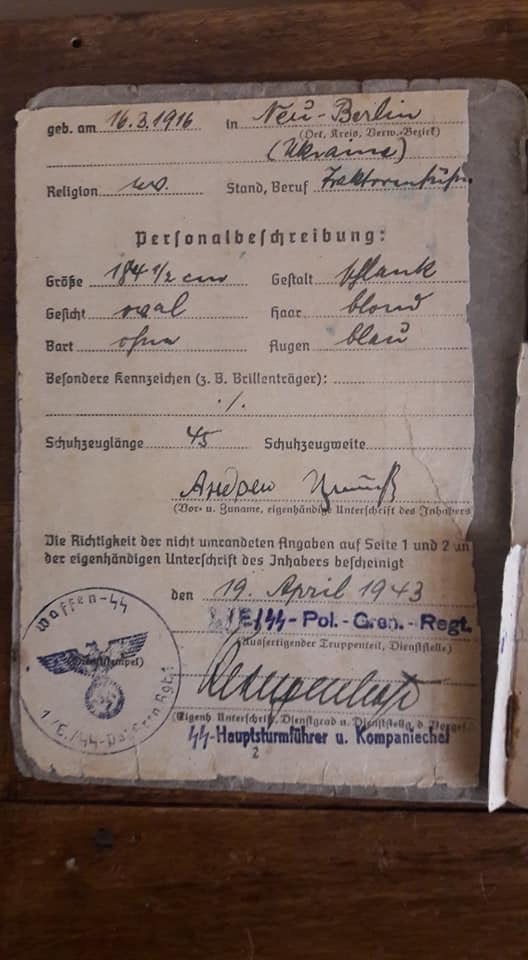 geb. am 16.3.1916 in Neu-Berlin
(Ort, Kreis, Verw.-Bezirk)
(Ukraine)
Religion ev. Stand, Beruf
Perſonalbeſchreibung:
Größe 184 1/2 cm Geſtalt ſchlank
Geſicht oval Haar blond
Bart ohne Augen blau
Beſondere Kennzeichen (z. B. Brillenträger):
./.
Schuhzeuglänge 45 Schuhzeugweite
(Vor- u. Zuname, eigenhändige Unterſchrift des Inhabers
Die Richtigkeit der nicht umrandeten Angaben auf Seite 1 und 2 un
der eigenhändigen Unterſchrift des Inhabers beſcheinigt
den 19. April 1943
/E/SS-Pol.-Gren.-Regt.
(Ausfertigender Truppenteil, Dienſtſtelle)
(Eigenh. Unterſchrift, Dienſtgrad u. Dienſtſtellg. d. Vorgeſ.
SS-Hauptsturmführer u. Kompaniechef
2
Waffen-SS
(Dienſtſtempel)